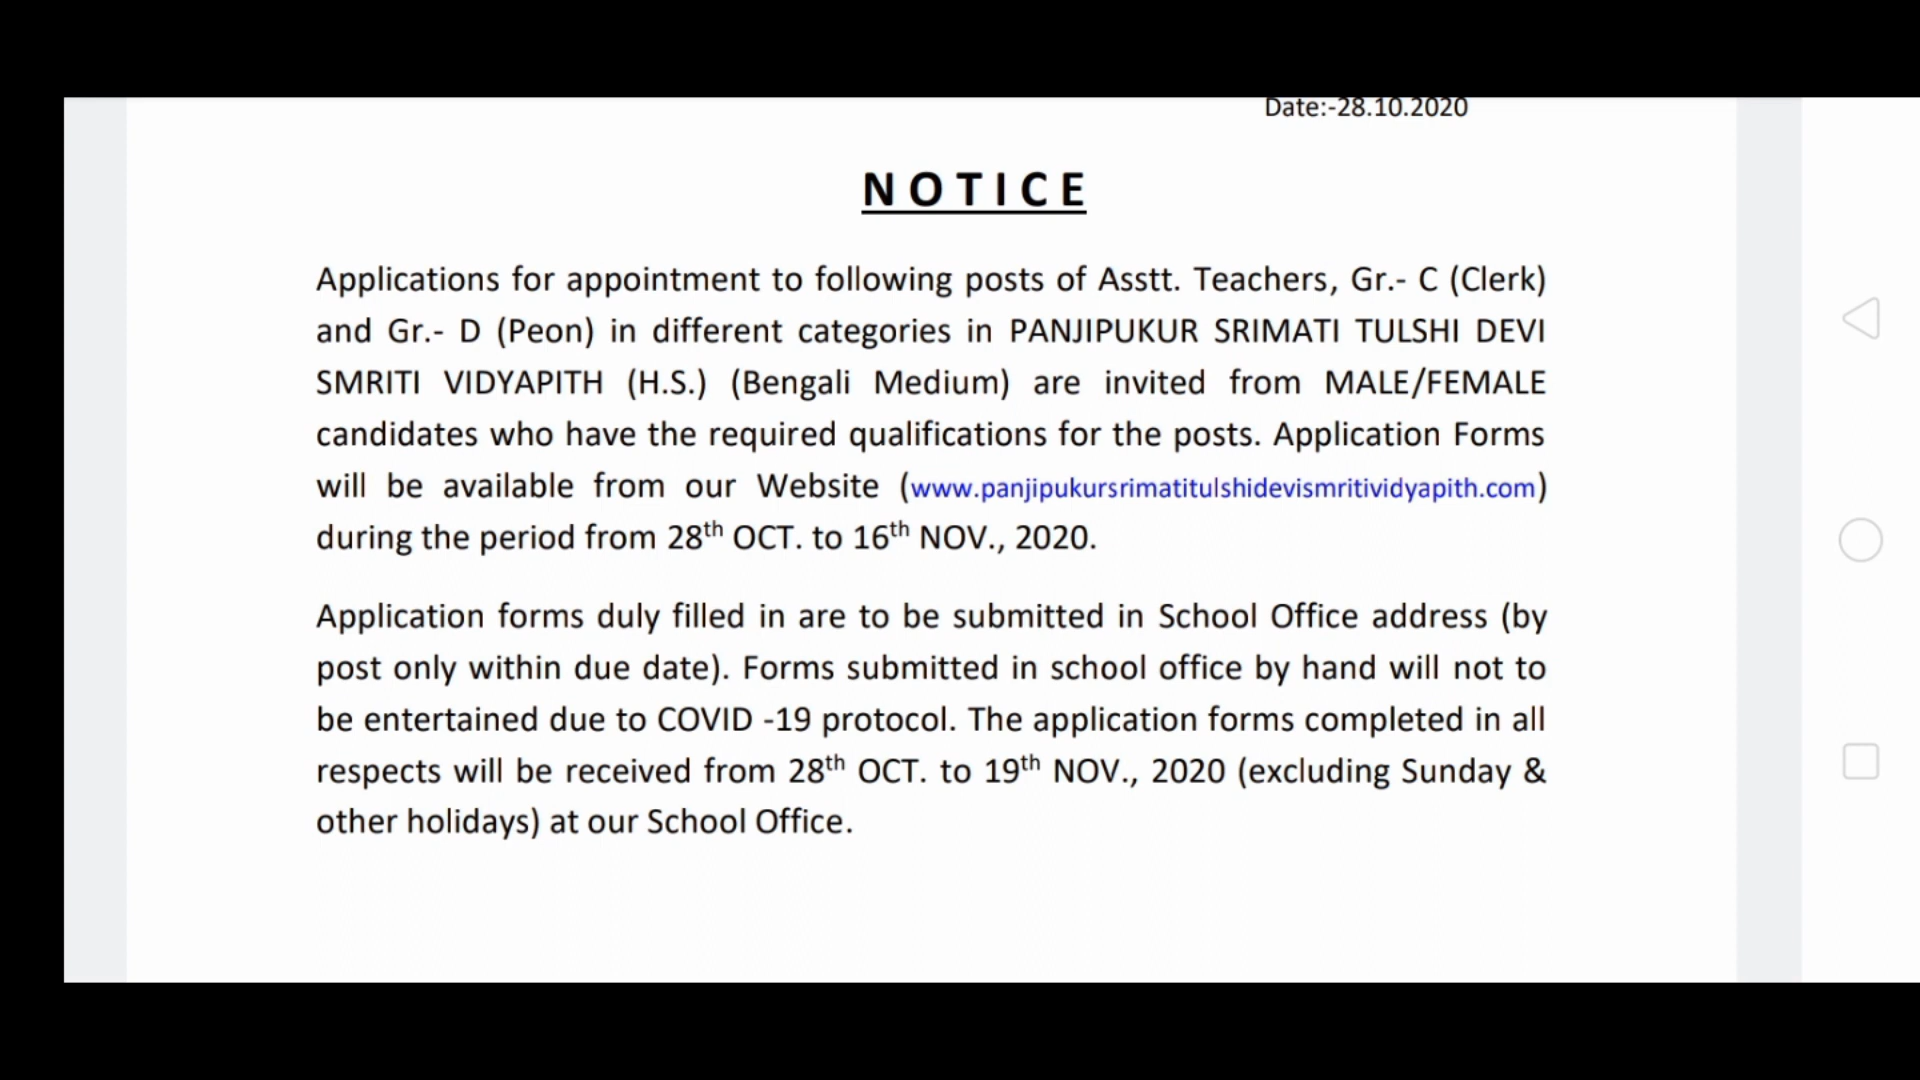 Date:-28.10.2020
N O T I C E
Applications for appointment to following posts of Asstt. Teachers, Gr.- C (Clerk)
and Gr.- D (Peon) in different categories in PANJIPUKUR SRIMATI TULSHI DEVI
SMRITI VIDYAPITH (H.S.) (Bengali Medium) are invited from MALE/FEMALE
candidates who have the required qualifications for the posts. Application Forms
will be available from our Website (www.panjipukursrimatitulshidevismritividyapith.com)
during the period from 28th OCT. to 16th NOV., 2020.
Application forms duly filled in are to be submitted in School Office address (by
post only within due date). Forms submitted in school office by hand will not to
be entertained due to COVID -19 protocol. The application forms completed in all
respects will be received from 28th OCT. to 19th NOV., 2020 (excluding Sunday &
other holidays) at our School Office.